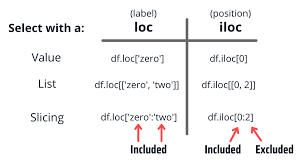 (label) (position)
Select with a: loc iloc
Value df.loc['zero'] df.iloc[0]
List df.loc[['zero', 'two']] df.iloc[[0, 2]]
Slicing df.loc['zero':'two'] df.iloc[0:2]
Included Included Excluded